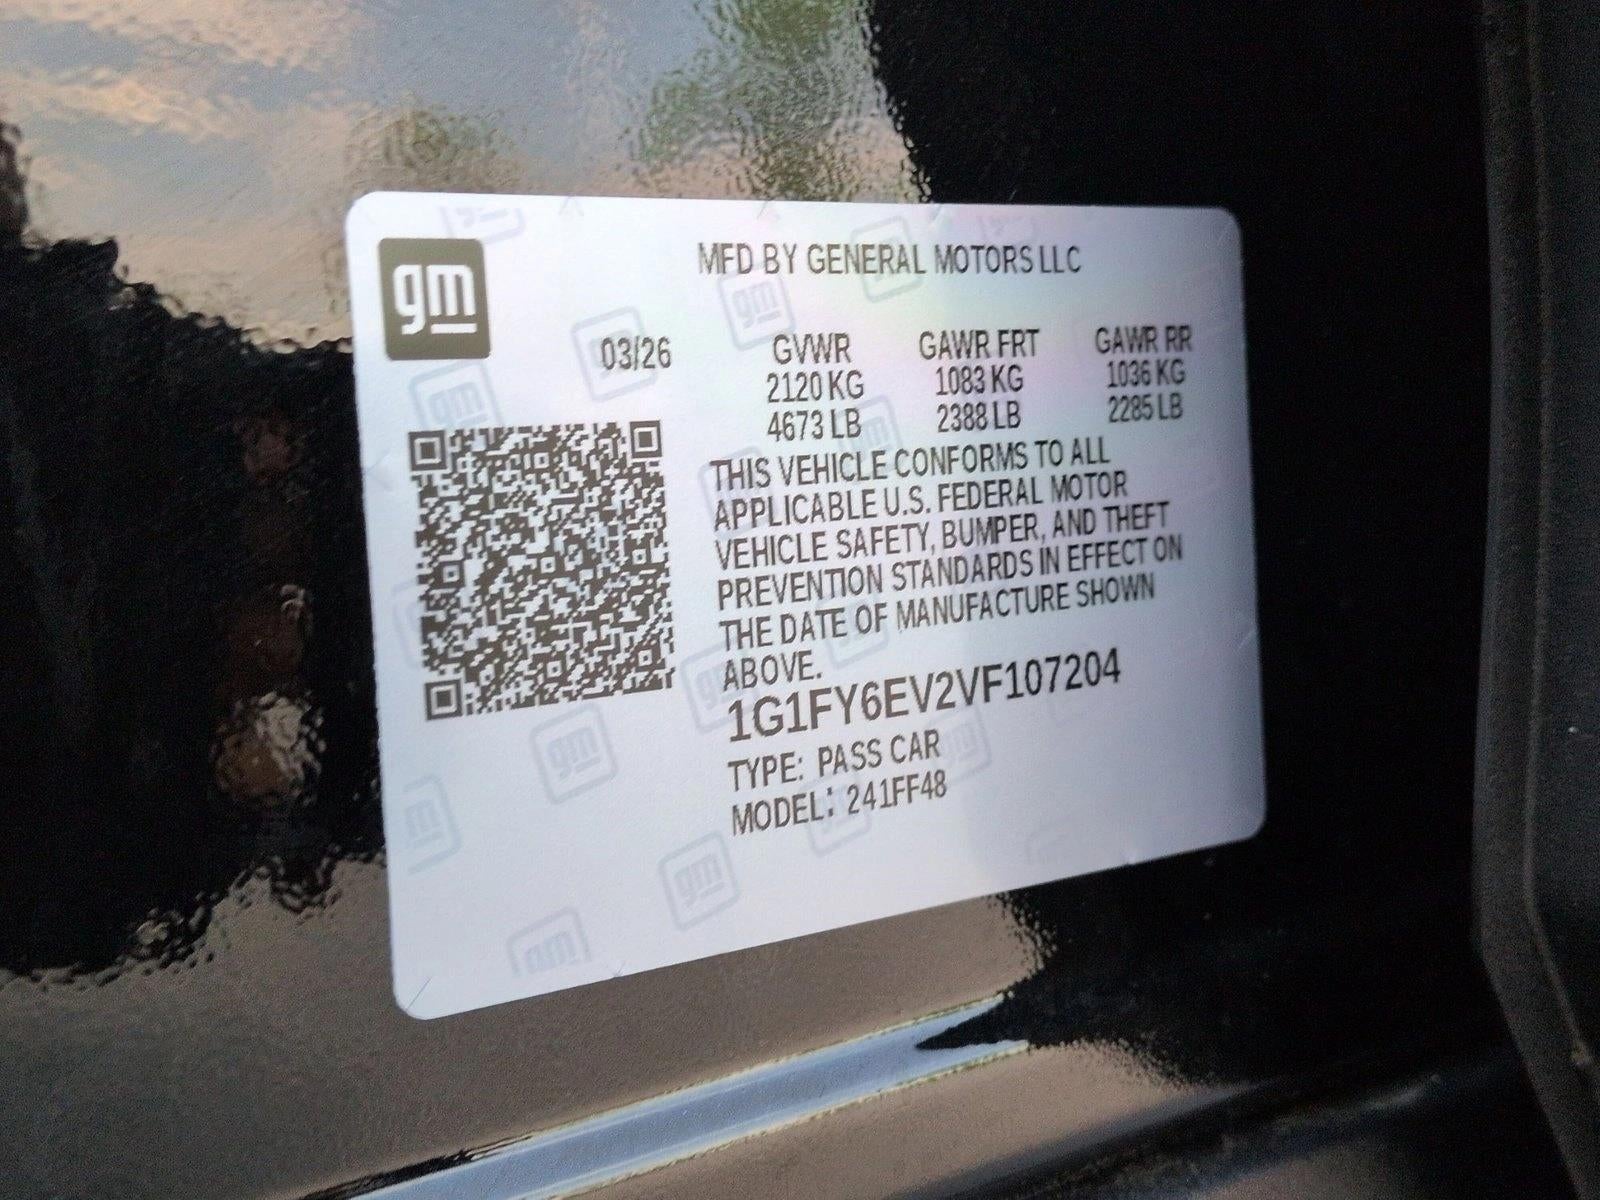 gm
MFD BY GENERAL MOTORS LLC
03/26
GVWR GAWR FRT GAWR RR
2120 KG 1083 KG 1036 KG
4673 LB 2388 LB 2285 LB
THIS VEHICLE CONFORMS TO ALL
APPLICABLE U.S. FEDERAL MOTOR
VEHICLE SAFETY, BUMPER, AND THEFT
PREVENTION STANDARDS IN EFFECT ON
THE DATE OF MANUFACTURE SHOWN
ABOVE.
1G1FY6EV2VF107204
TYPE: PASS CAR
MODEL: 241FF48